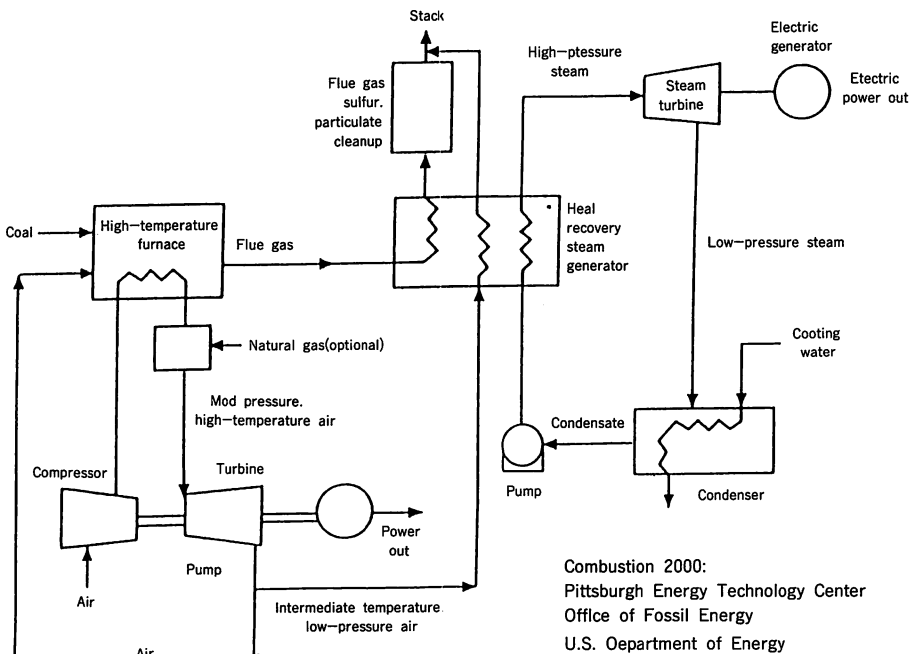 Stack
High-ptessure
steam
Electric
generator
Flue gas
sulfur.
particulate
cleanup
Steam
turbine
Etectric
power out
Coal
High-temperature
furnace
Flue gas
Heal
recovery
steam
generator
Low-pressure steam
Natural gas(optional)
Cooting
water
Mod pressure.
high-temperature air
Condensate
Compressor
Turbine
Pump
Condenser
Power
out
Pump
Air
Intermediate temperature.
low-pressure air
Air
Combustion 2000:
Pittsburgh Energy Technology Center
Office of Fossil Energy
U.S. Oepartment of Energy